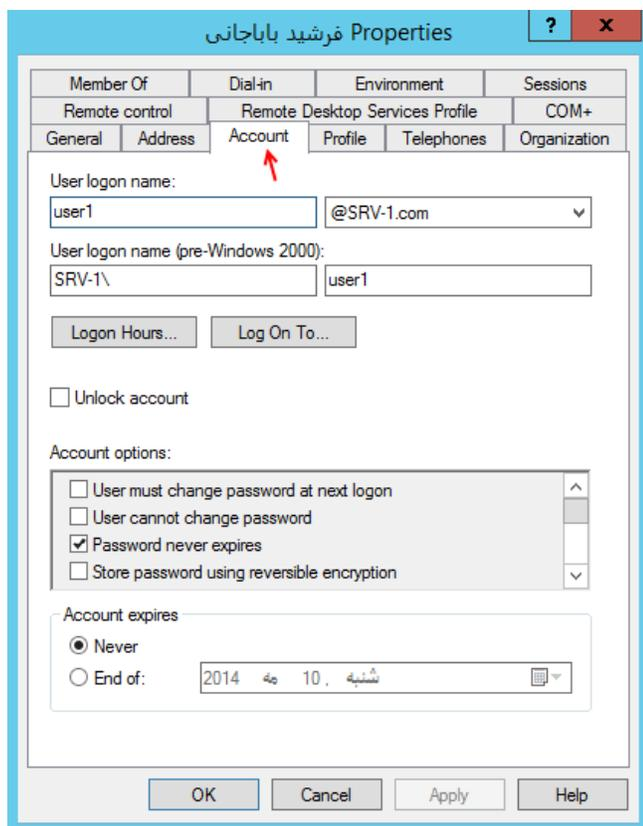 فرشید باباجانی Properties
? x
Member Of Dial-in Environment Sessions
Remote control Remote Desktop Services Profile COM+
General Address Account Profile Telephones Organization
User logon name:
user1 @SRV-1.com
User logon name (pre-Windows 2000):
SRV-1\ user1
Logon Hours... Log On To...
Unlock account
Account options:
User must change password at next logon
User cannot change password
Password never expires
Store password using reversible encryption
Account expires
Never
End of: شنبه , 10 مه 2014
OK Cancel Apply Help